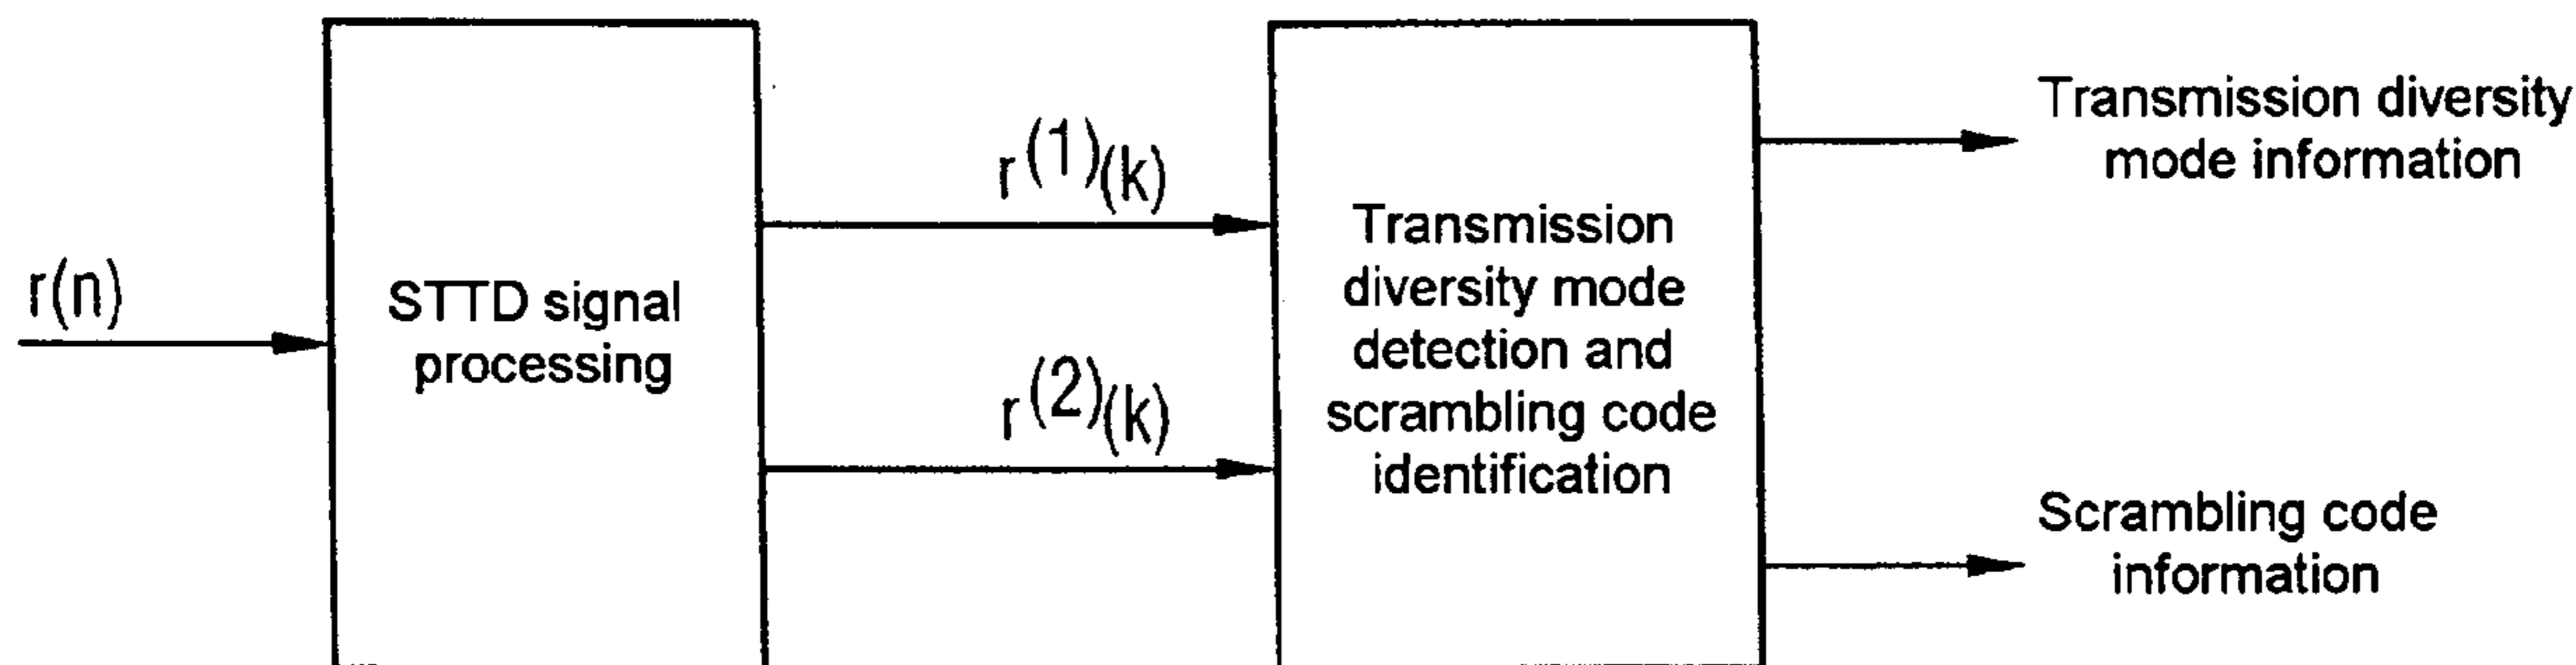 r(n)
STTD signal
processing
r(1)(k)
r(2)(k)
Transmission
diversity mode
detection and
scrambling code
identification
Transmission diversity
mode information
Scrambling code
information